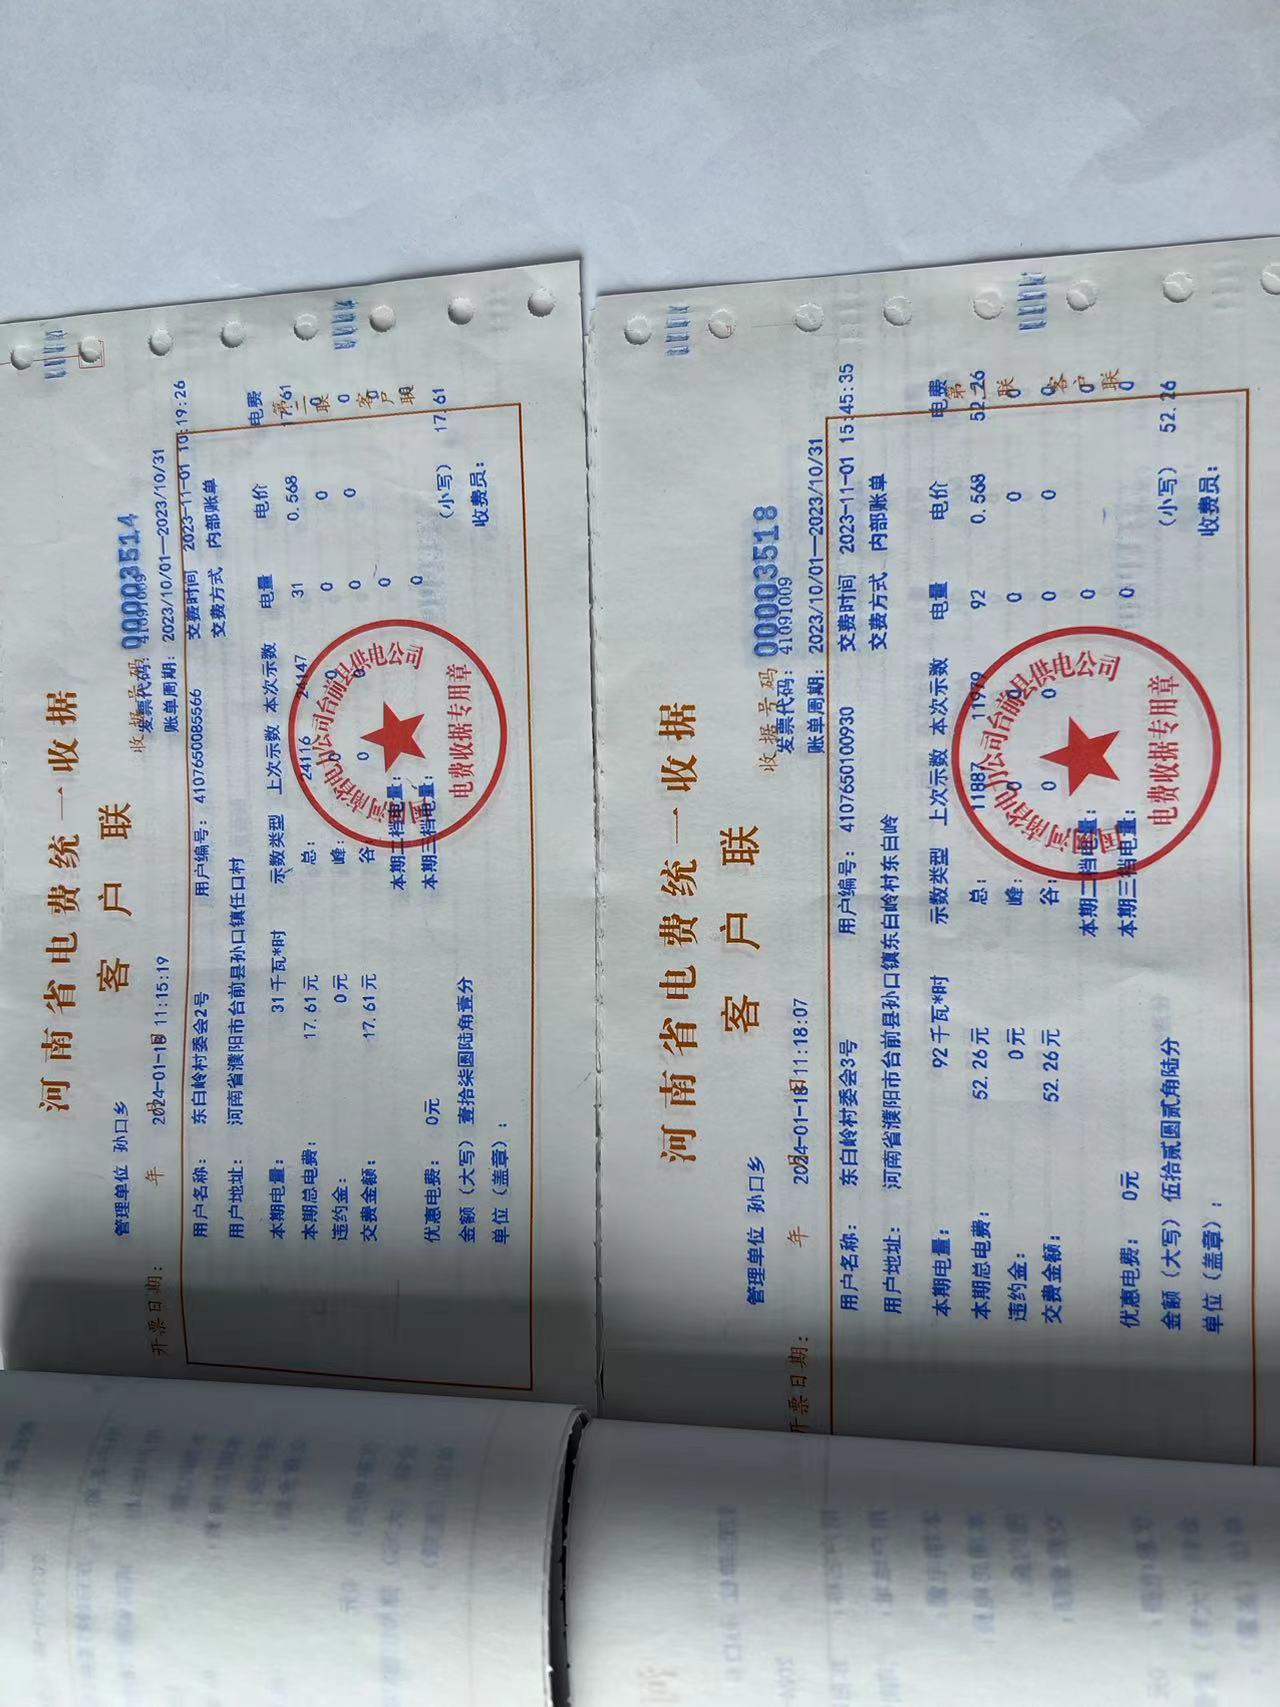 河南省电费统一收据
客户联
收据号码
00003514
管理单位 孙口乡
发票代码: 41091009
开票日期: 年 2024-01-18 11:15:19
账单周期: 2023/10/01—2023/10/31
用户名称: 东白岭村委会2号
用户编号: 4107650085566
交费时间 2023-11-01 10:19:26
用户地址: 河南省濮阳市台前县孙口镇任口村
交费方式 内部账单
本期电量: 31千瓦*时
示数类型 上次示数 本次示数 电量 电价 电费
本期总电费: 17.61元
总: 24116 24147 31 0.568 17.61
违约金: 0元
峰: 0 0 0 0 0
交费金额: 17.61元
谷: 0 0 0 0 0
本期二档电量: 0 0
本期三档电量: 0
优惠电费: 0元
金额（大写）壹拾柒圆陆角壹分
（小写） 17.61
单位（盖章）:
收费员:
第二联 客户联
河南省电力公司台前县供电公司
电费收据专用章
河南省电费统一收据
客户联
收据号码
00003518
管理单位 孙口乡
发票代码: 41091009
开票日期: 年 2024-01-18 11:18:07
账单周期: 2023/10/01—2023/10/31
用户名称: 东白岭村委会3号
用户编号: 4107650100930
交费时间 2023-11-01 15:45:35
用户地址: 河南省濮阳市台前县孙口镇东白岭村东白岭
交费方式 内部账单
本期电量: 92千瓦*时
示数类型 上次示数 本次示数 电量 电价 电费
本期总电费: 52.26元
总: 11887 11979 92 0.568 52.26
违约金: 0元
峰: 0 0 0 0 0
交费金额: 52.26元
谷: 0 0 0 0 0
本期二档电量: 0 0
本期三档电量: 0 0
优惠电费: 0元
金额（大写）伍拾贰圆贰角陆分
（小写） 52.26
单位（盖章）:
收费员:
第二联 客户联
河南省电力公司台前县供电公司
电费收据专用章